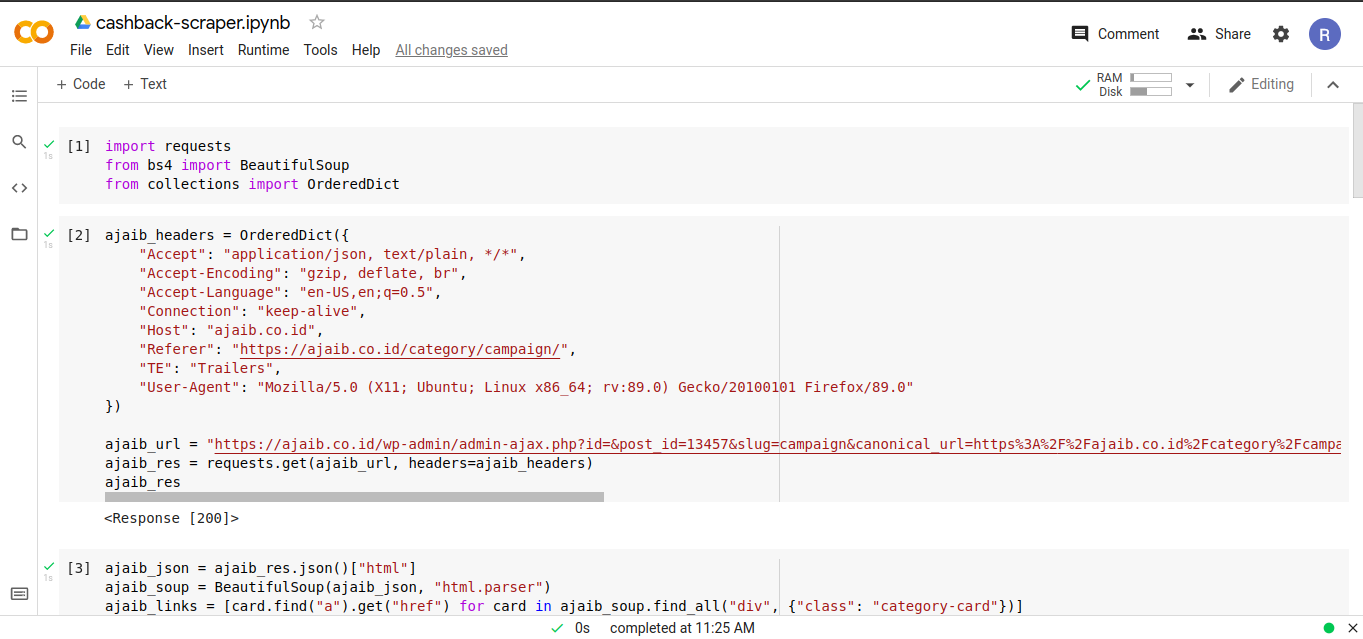 cashback-scraper.ipynb
File Edit View Insert Runtime Tools Help All changes saved
Comment Share R
+ Code + Text
RAM
Disk
Editing
[1] import requests
1s
from bs4 import BeautifulSoup
from collections import OrderedDict
[2] ajaib_headers = OrderedDict({
1s
"Accept": "application/json, text/plain, */*",
"Accept-Encoding": "gzip, deflate, br",
"Accept-Language": "en-US,en;q=0.5",
"Connection": "keep-alive",
"Host": "ajaib.co.id",
"Referer": "https://ajaib.co.id/category/campaign/",
"TE": "Trailers",
"User-Agent": "Mozilla/5.0 (X11; Ubuntu; Linux x86_64; rv:89.0) Gecko/20100101 Firefox/89.0"
})
ajaib_url = "https://ajaib.co.id/wp-admin/admin-ajax.php?id=&post_id=13457&slug=campaign&canonical_url=https%3A%2F%2Fajaib.co.id%2Fcategory%2Fcampa
ajaib_res = requests.get(ajaib_url, headers=ajaib_headers)
ajaib_res
<Response [200]>
[3] ajaib_json = ajaib_res.json()["html"]
1s
ajaib_soup = BeautifulSoup(ajaib_json, "html.parser")
ajaib_links = [card.find("a").get("href") for card in ajaib_soup.find_all("div", {"class": "category-card"})]
0s completed at 11:25 AM